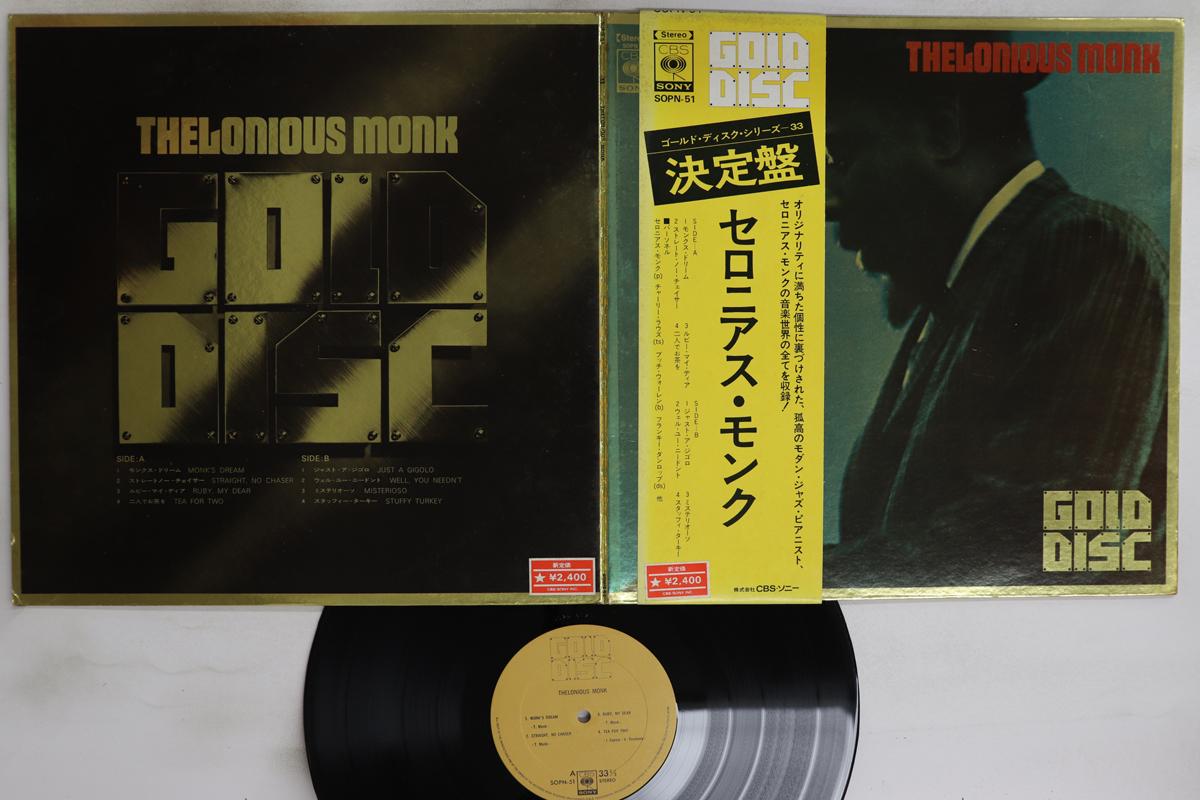 THELONIOUS MONK
GOLD
DISC
SIDE:A
1 モンクス・ドリーム MONK'S DREAM
2 ストレートノー・チェイサー STRAIGHT, NO CHASER
3 ルビー・マイ・ディア RUBY, MY DEAR
4 二人でお茶を TEA FOR TWO
SIDE:B
1 ジャスト・ア・ジゴロ JUST A GIGOLO
2 ウェル・ユー・ニードント WELL, YOU NEEDN'T
3 ミステリオーソ MISTERIOSO
4 スタッフィー・ターキー STUFFY TURKEY
新定価
★ ¥2,400
CBS/SONY INC.
Stereo
CBS
SONY
SOPN-51
GOLD
DISC
ゴールド・ディスク・シリーズ—33
決定盤
オリジナリティに満ちた個性に裏づけされた、孤高のモダン・ジャズ・ピアニスト、
セロニアス・モンクの音楽世界の全てを収録!
セロニアス・モンク
SIDE:A
1 モンクス・ドリーム
2 ストレート・ノー・チェイサー
3 ルビー・マイ・ディア
4 二人でお茶を
SIDE:B
1 ジャスト・ア・ジゴロ
2 ウェル・ユー・ニードント
3 ミステリオーソ
4 スタッフィ・ターキー
■パーソネル
セロニアス・モンク(p) チャーリー・ラウズ(ts) ブッチ・ウォーレン(b) フランキー・ダンロップ(ds) 他
新定価
★ ¥2,400
CBS/SONY INC.
株式会社 CBS・ソニー
Stereo
THELONIOUS MONK
GOLD
DISC
GOLD
DISC
THELONIOUS MONK
1. MONK'S DREAM
- T. Monk -
2. STRAIGHT, NO CHASER
- T. Monk -
3. RUBY, MY DEAR
- T. Monk -
4. TEA FOR TWO
A
SOPN-51
CBS
SONY
33⅓
STEREO